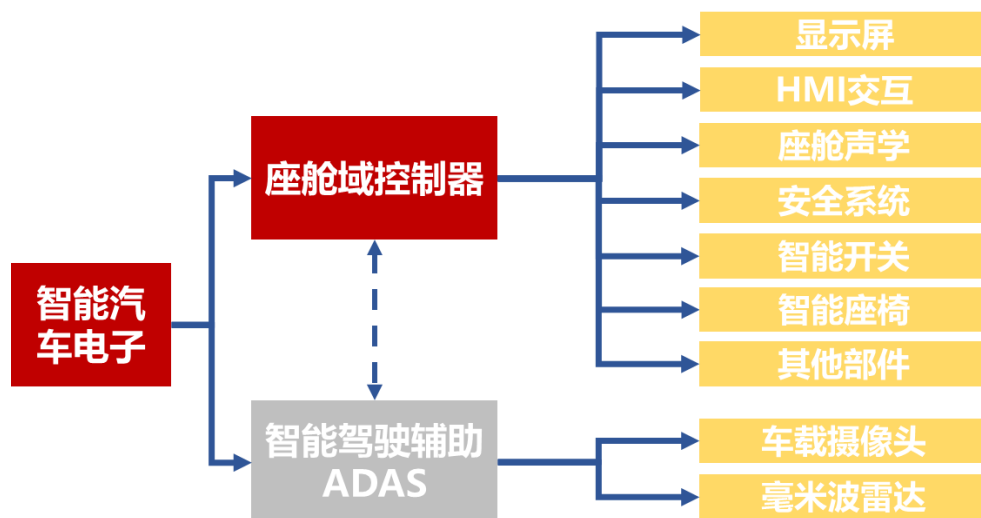 显示屏
HMI交互
座舱域控制器
座舱声学
安全系统
智能开关
智能汽
车电子
智能座椅
其他部件
智能驾驶辅助
ADAS
车载摄像头
毫米波雷达